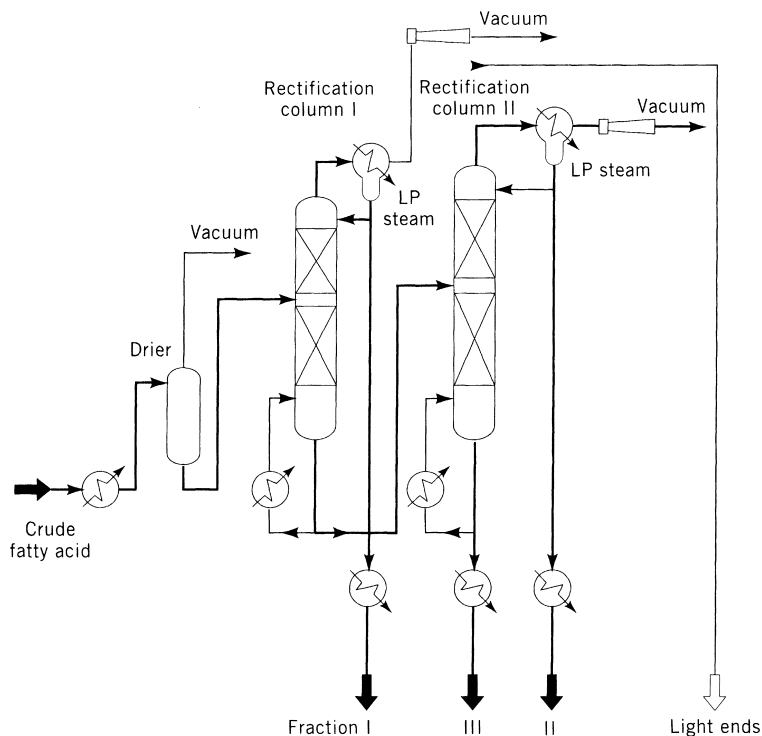 Vacuum
Rectification
column I
Rectification
column II
Vacuum
LP steam
LP
steam
Vacuum
Drier
Crude
fatty acid
Fraction I
III
II
Light ends